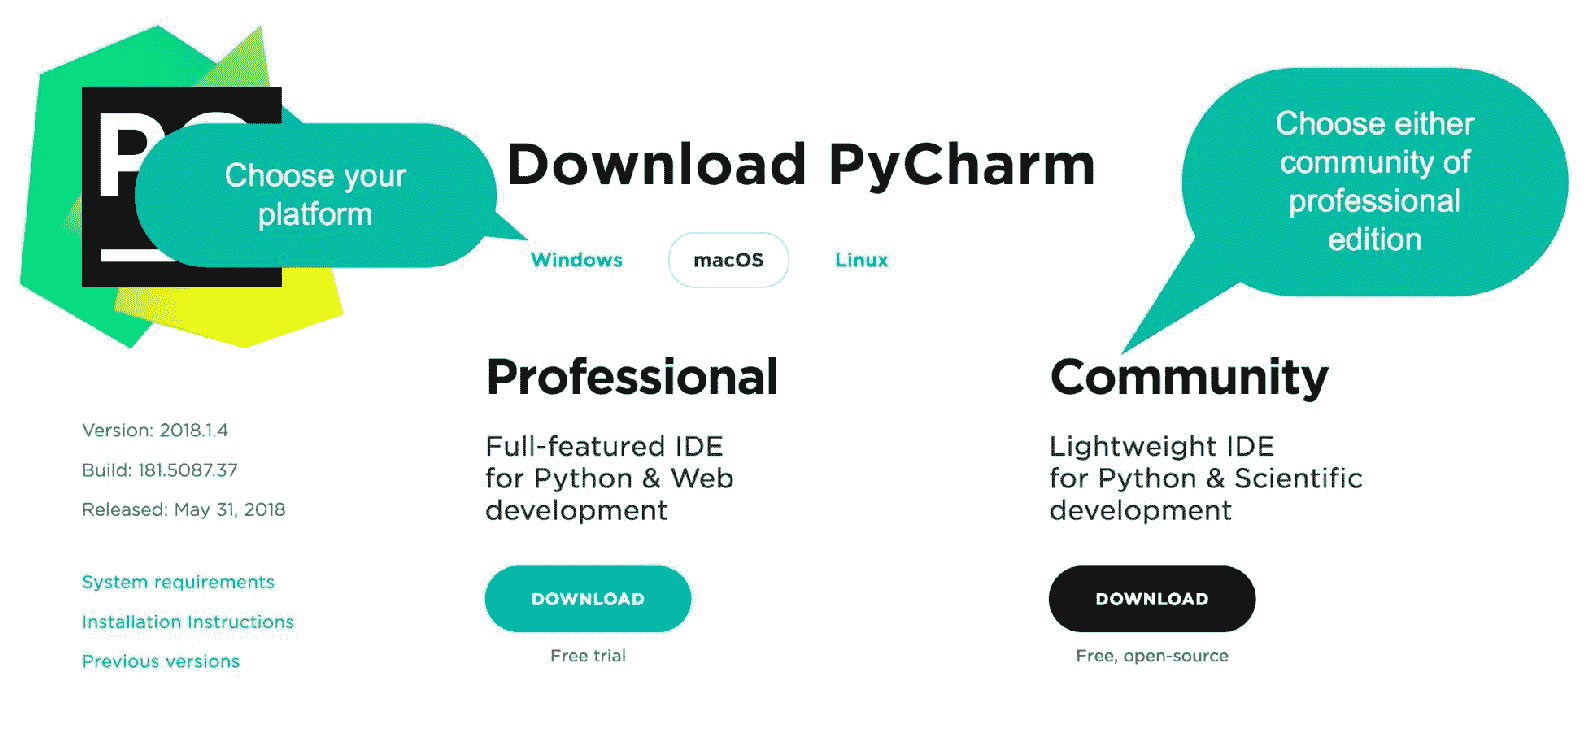 Choose your
platform
Download PyCharm
Choose either
community of
professional
edition
Windows
macOS
Linux
Version: 2018.1.4
Build: 181.5087.37
Released: May 31, 2018
System requirements
Installation Instructions
Previous versions
Professional
Full-featured IDE
for Python & Web
development
DOWNLOAD
Free trial
Community
Lightweight IDE
for Python & Scientific
development
DOWNLOAD
Free, open-source